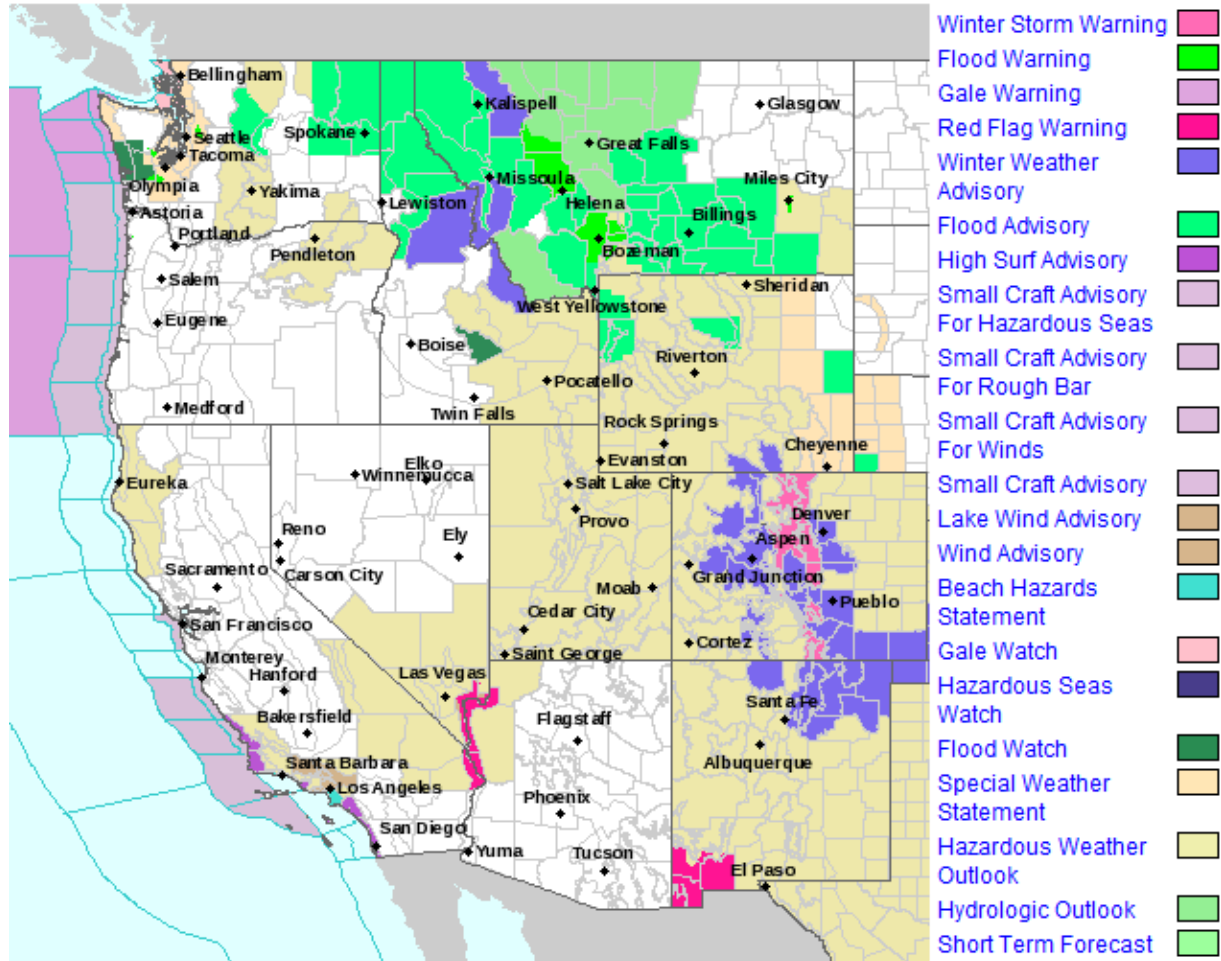 Bellingham
Seattle
Tacoma
Olympia
Spokane
Yakima
Astoria
Portland
Pendleton
Salem
Eugene
Medford
Lewiston
Kalispell
Great Falls
Glasgow
Missoula
Helena
Miles City
Billings
Bozeman
West Yellowstone
Sheridan
Boise
Riverton
Pocatello
Twin Falls
Rock Springs
Cheyenne
Evanston
Eureka
Elko
Winnemucca
Salt Lake City
Provo
Denver
Reno
Ely
Aspen
Carson City
Grand Junction
Sacramento
Moab
Pueblo
Cedar City
San Francisco
Cortez
Saint George
Monterey
Hanford
Las Vegas
Bakersfield
Flagstaff
Santa Fe
Albuquerque
Santa Barbara
Los Angeles
Phoenix
San Diego
Yuma
Tucson
El Paso
Winter Storm Warning
Flood Warning
Gale Warning
Red Flag Warning
Winter Weather
Advisory
Flood Advisory
High Surf Advisory
Small Craft Advisory
For Hazardous Seas
Small Craft Advisory
For Rough Bar
Small Craft Advisory
For Winds
Small Craft Advisory
Lake Wind Advisory
Wind Advisory
Beach Hazards
Statement
Gale Watch
Hazardous Seas
Watch
Flood Watch
Special Weather
Statement
Hazardous Weather
Outlook
Hydrologic Outlook
Short Term Forecast